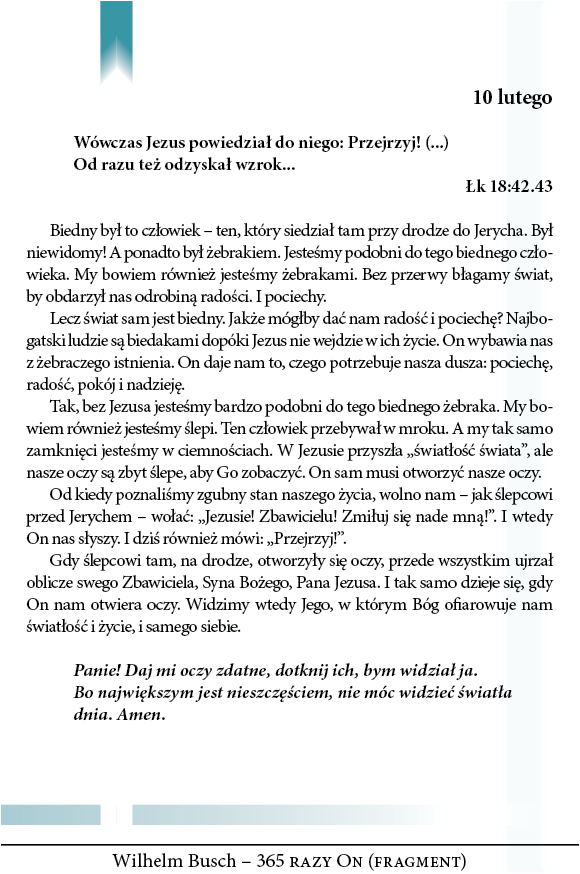 10 lutego
Wówczas Jezus powiedział do niego: Przejrzyj! (...)
Od razu też odzyskał wzrok...
Łk 18:42.43
Biedny był to człowiek – ten, który siedział tam przy drodze do Jerycha. Był
niewidomy! A ponadto był żebrakiem. Jesteśmy podobni do tego biednego czło-
wieka. My bowiem również jesteśmy żebrakami. Bez przerwy błagamy świat,
by obdarzył nas odrobiną radości. I pociechy.
Lecz świat sam jest biedny. Jakże mógłby dać nam radość i pociechę? Najbo-
gatski ludzie są biedakami dopóki Jezus nie wejdzie w ich życie. On wybawia nas
z żebraczego istnienia. On daje nam to, czego potrzebuje nasza dusza: pociechę,
radość, pokój i nadzieję.
Tak, bez Jezusa jesteśmy bardzo podobni do tego biednego żebraka. My bo-
wiem również jesteśmy ślepi. Ten człowiek przebywał w mroku. A my tak samo
zamknięci jesteśmy w ciemnościach. W Jezusie przyszła „światłość świata”, ale
nasze oczy są zbyt ślepe, aby Go zobaczyć. On sam musi otworzyć nasze oczy.
Od kiedy poznaliśmy zgubny stan naszego życia, wolno nam – jak ślepcowi
przed Jerychem – wołać: „Jezusie! Zbawicielu! Zmiłuj się nade mną!”. I wtedy
On nas słyszy. I dziś również mówi: „Przejrzyj!”.
Gdy ślepcowi tam, na drodze, otworzyły się oczy, przede wszystkim ujrzał
oblicze swego Zbawiciela, Syna Bożego, Pana Jezusa. I tak samo dzieje się, gdy
On nam otwiera oczy. Widzimy wtedy Jego, w którym Bóg ofiarowuje nam
światłość i życie, i samego siebie.
Panie! Daj mi oczy zdatne, dotknij ich, bym widział ja.
Bo największym jest nieszczęściem, nie móc widzieć światła
dnia. Amen.
Wilhelm Busch – 365 RAZY ON (FRAGMENT)